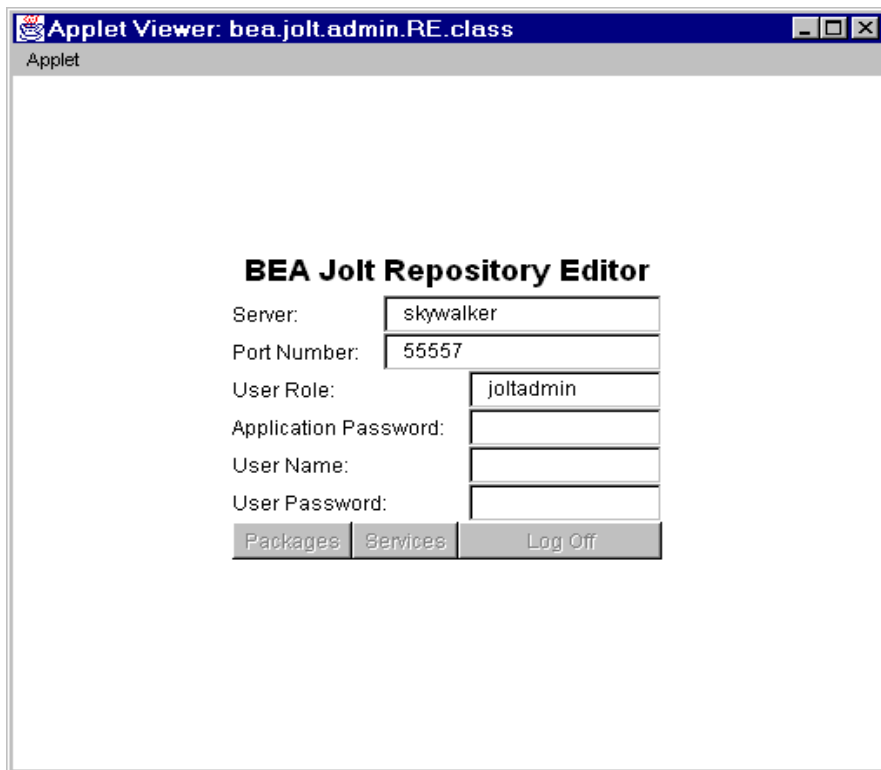 Applet Viewer: bea.jolt.admin.RE.class
Applet
BEA Jolt Repository Editor
Server: skywalker
Port Number: 55557
User Role: joltadmin
Application Password:
User Name:
User Password:
Packages Services Log Off